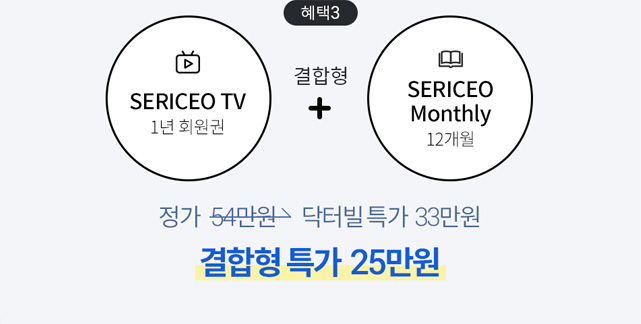 혜택3
SERICEO TV
1년 회원권
결합형
+
SERICEO
Monthly
12개월
정가 54만원 닥터빌 특가 33만원
결합형 특가 25만원